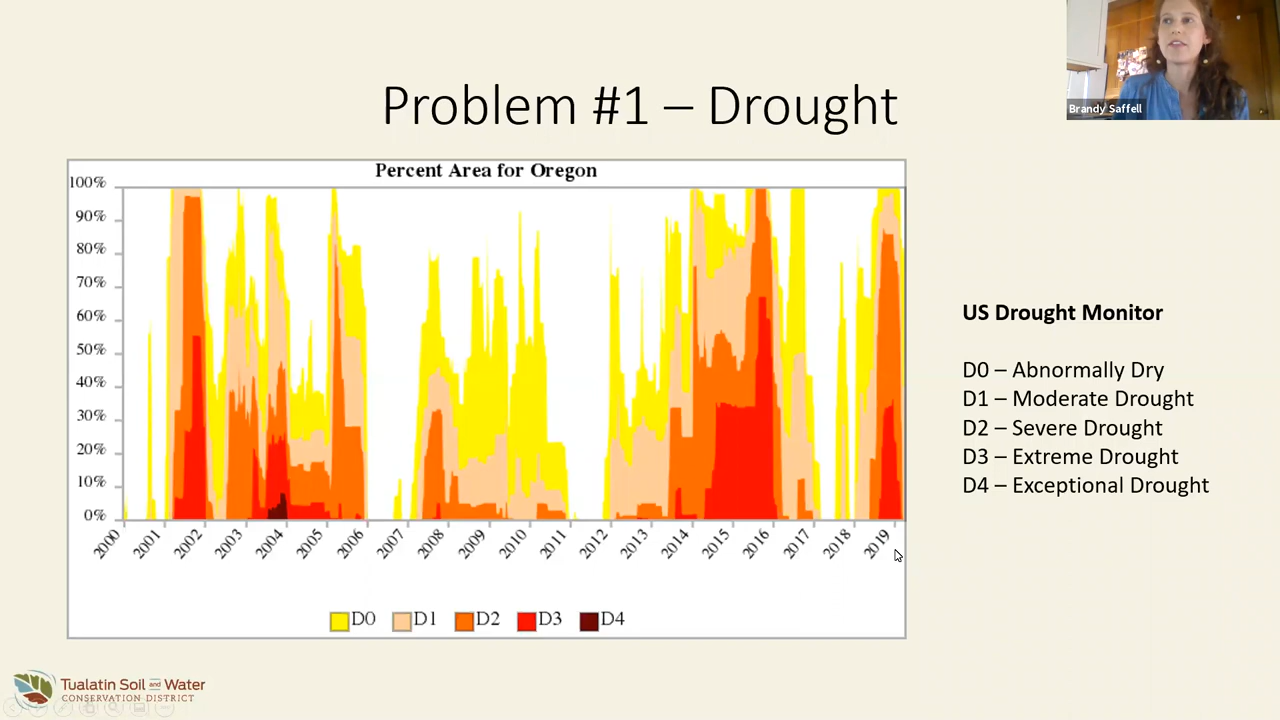 Brandy Saffell
Problem #1 – Drought
Percent Area for Oregon
100%
90%
80%
70%
60%
50%
40%
30%
20%
10%
0%
2000 2001 2002 2003 2004 2005 2006 2007 2008 2009 2010 2011 2012 2013 2014 2015 2016 2017 2018 2019
D0 D1 D2 D3 D4
US Drought Monitor
D0 – Abnormally Dry
D1 – Moderate Drought
D2 – Severe Drought
D3 – Extreme Drought
D4 – Exceptional Drought
Tualatin Soil and Water
CONSERVATION DISTRICT